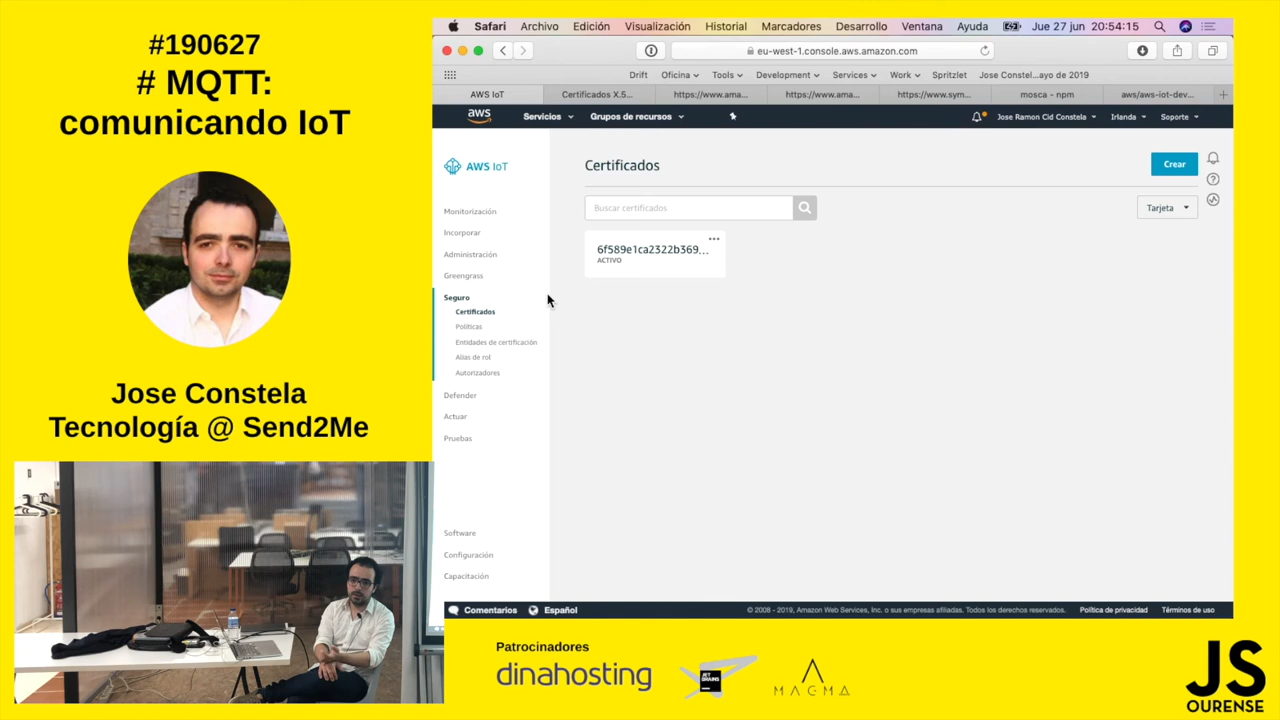 #190627
# MQTT:
comunicando IoT
Jose Constela
Tecnología @ Send2Me
Safari Archivo Edición Visualización Historial Marcadores Desarrollo Ventana Ayuda Jue 27 jun 20:54:15
eu-west-1.console.aws.amazon.com
Drift Oficina Tools Development Services Work Spritzlet Jose Constel...ayo de 2019
AWS IoT Certificados X.5... https://www.ama... https://www.ama... https://www.sym... mosca - npm aws/aws-iot-dev...
aws Servicios Grupos de recursos Jose Ramon Cid Constela Irlanda Soporte
AWS IoT
Monitorización
Incorporar
Administración
Greengrass
Seguro
Certificados
Políticas
Entidades de certificación
Alias de rol
Autorizadores
Defender
Actuar
Pruebas
Software
Configuración
Capacitación
Certificados
Crear
Buscar certificados
Tarjeta
6f589e1ca2322b369...
ACTIVO
Comentarios Español © 2008 - 2019, Amazon Web Services, Inc. o sus empresas afiliadas. Todos los derechos reservados. Política de privacidad Términos de uso
Patrocinadores
dinahosting
JET
BRAINS
MAGMA
JS
OURENSE